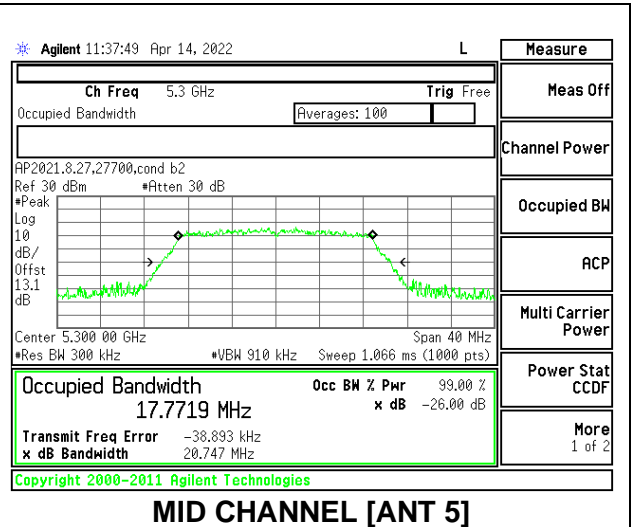 Agilent 11:37:49 Apr 14, 2022 L
Measure
Ch Freq 5.3 GHz Trig Free
Occupied Bandwidth Averages: 100
AP2021.8.27,27700,cond b2
Ref 30 dBm #Atten 30 dB
#Peak
Log
10
dB/
Offst
13.1
dB
Center 5.300 00 GHz Span 40 MHz
#Res BW 300 kHz #VBW 910 kHz Sweep 1.066 ms (1000 pts)
Occupied Bandwidth Occ BW % Pwr 99.00 %
17.7719 MHz x dB -26.00 dB
Transmit Freq Error -38.893 kHz
x dB Bandwidth 20.747 MHz
Copyright 2000-2011 Agilent Technologies
Meas Off
Channel Power
Occupied BW
ACP
Multi Carrier
Power
Power Stat
CCDF
More
1 of 2
MID CHANNEL [ANT 5]